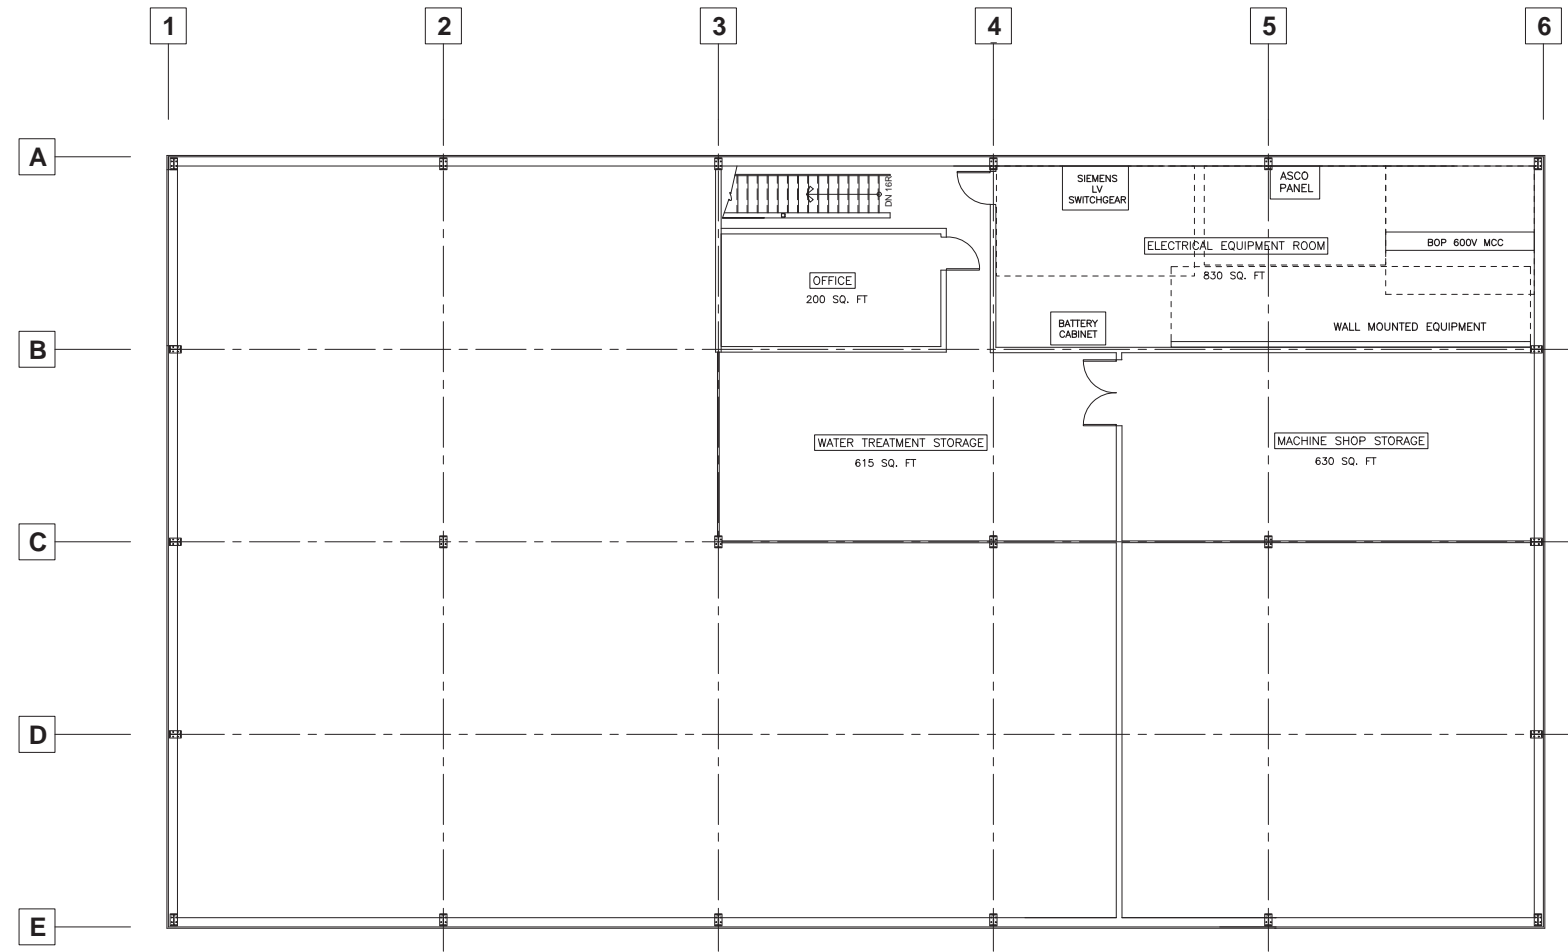 1
2
3
4
5
6
A
B
C
D
E
DN 16R
SIEMENS
LV
SWITCHGEAR
ASCO
PANEL
ELECTRICAL EQUIPMENT ROOM
830 SQ. FT
BOP 600V MCC
OFFICE
200 SQ. FT
BATTERY
CABINET
WALL MOUNTED EQUIPMENT
WATER TREATMENT STORAGE
615 SQ. FT
MACHINE SHOP STORAGE
630 SQ. FT